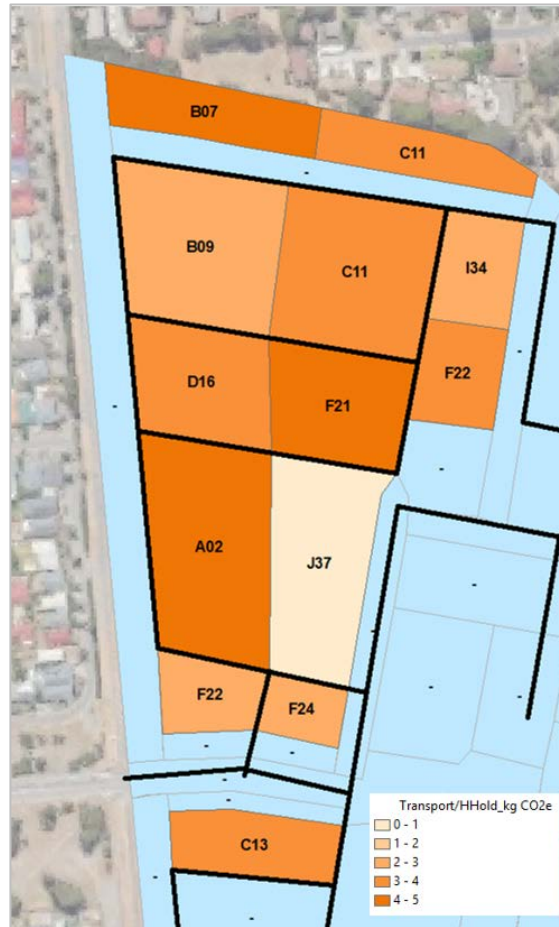 B07
C11
-
B09
C11
I34
D16
F21
F22
-
-
-
A02
J37
-
-
-
-
-
F22
F24
-
-
-
-
C13
-
-
Transport/HHold_kg CO2e
0 - 1
1 - 2
2 - 3
3 - 4
4 - 5